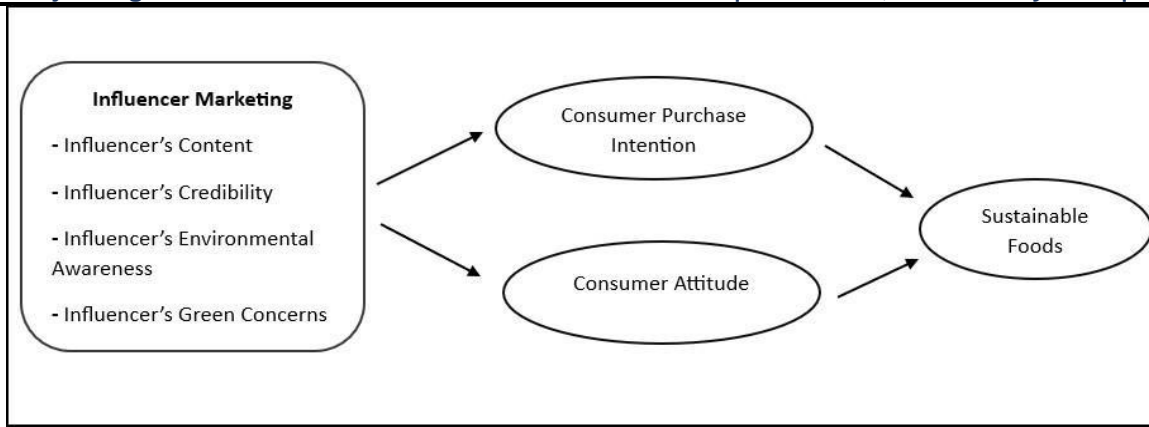 Influencer Marketing
- Influencer's Content
- Influencer's Credibility
- Influencer's Environmental
Awareness
- Influencer's Green Concerns
Consumer Purchase
Intention
Consumer Attitude
Sustainable
Foods